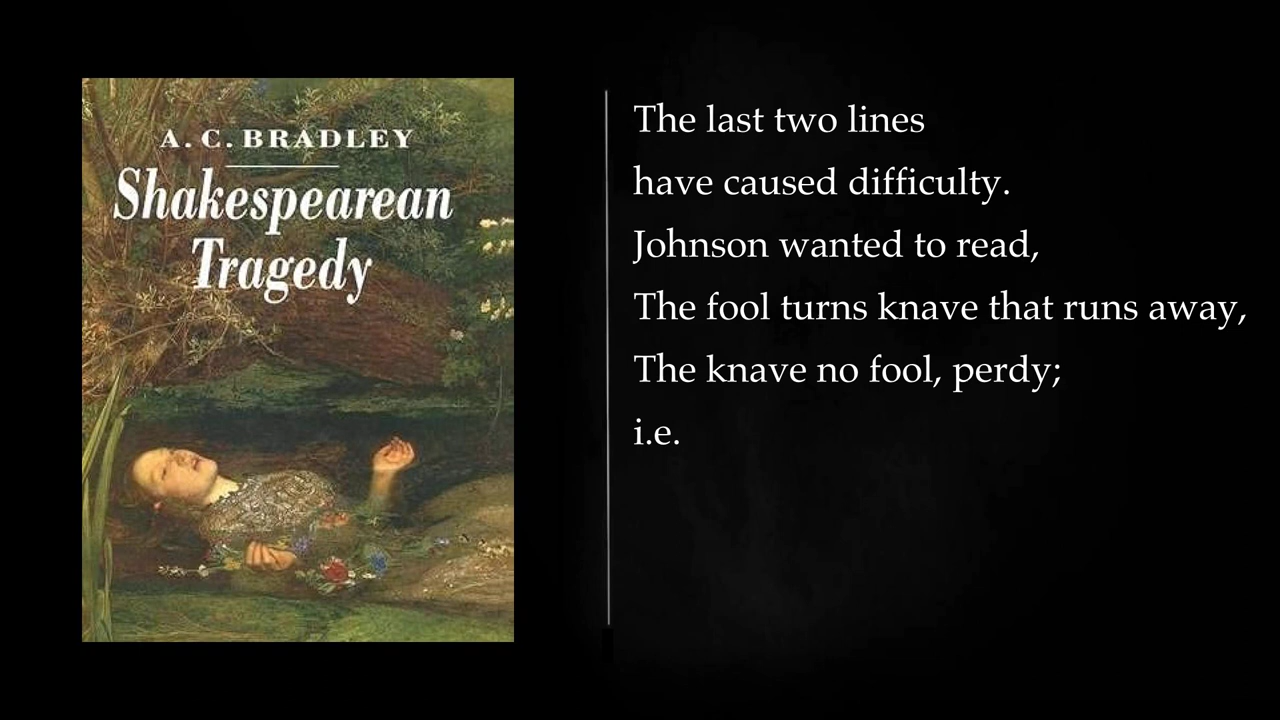 A. C. BRADLEY
Shakespearean
Tragedy
The last two lines
have caused difficulty.
Johnson wanted to read,
The fool turns knave that runs away,
The knave no fool, perdy;
i.e.